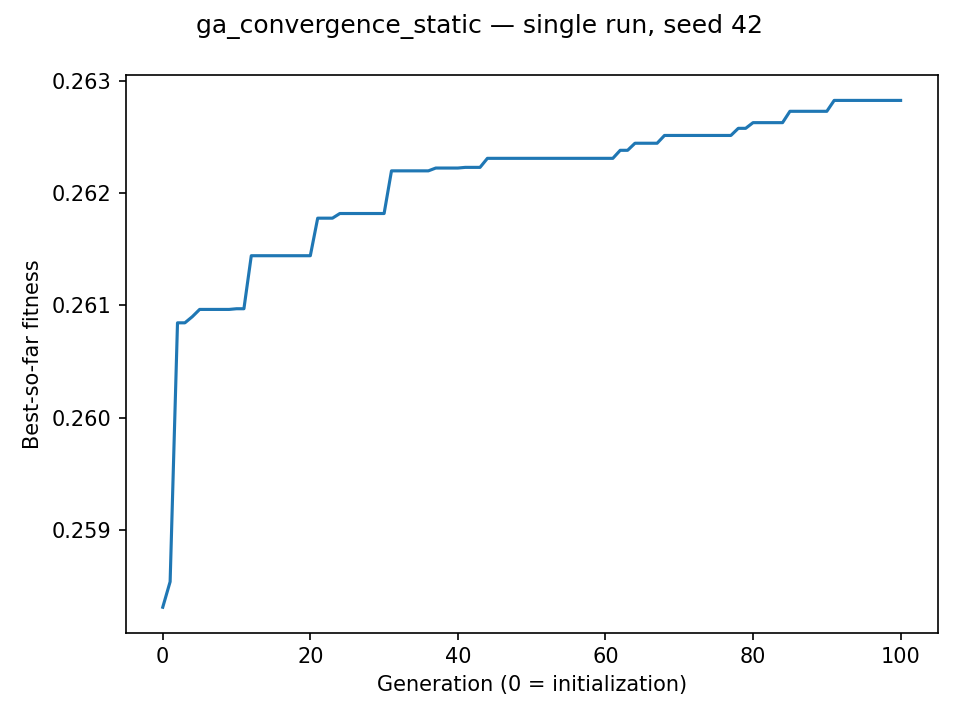 ga_convergence_static — single run, seed 42
0.263
0.262
0.261
0.260
0.259
Best-so-far fitness
0 20 40 60 80 100
Generation (0 = initialization)